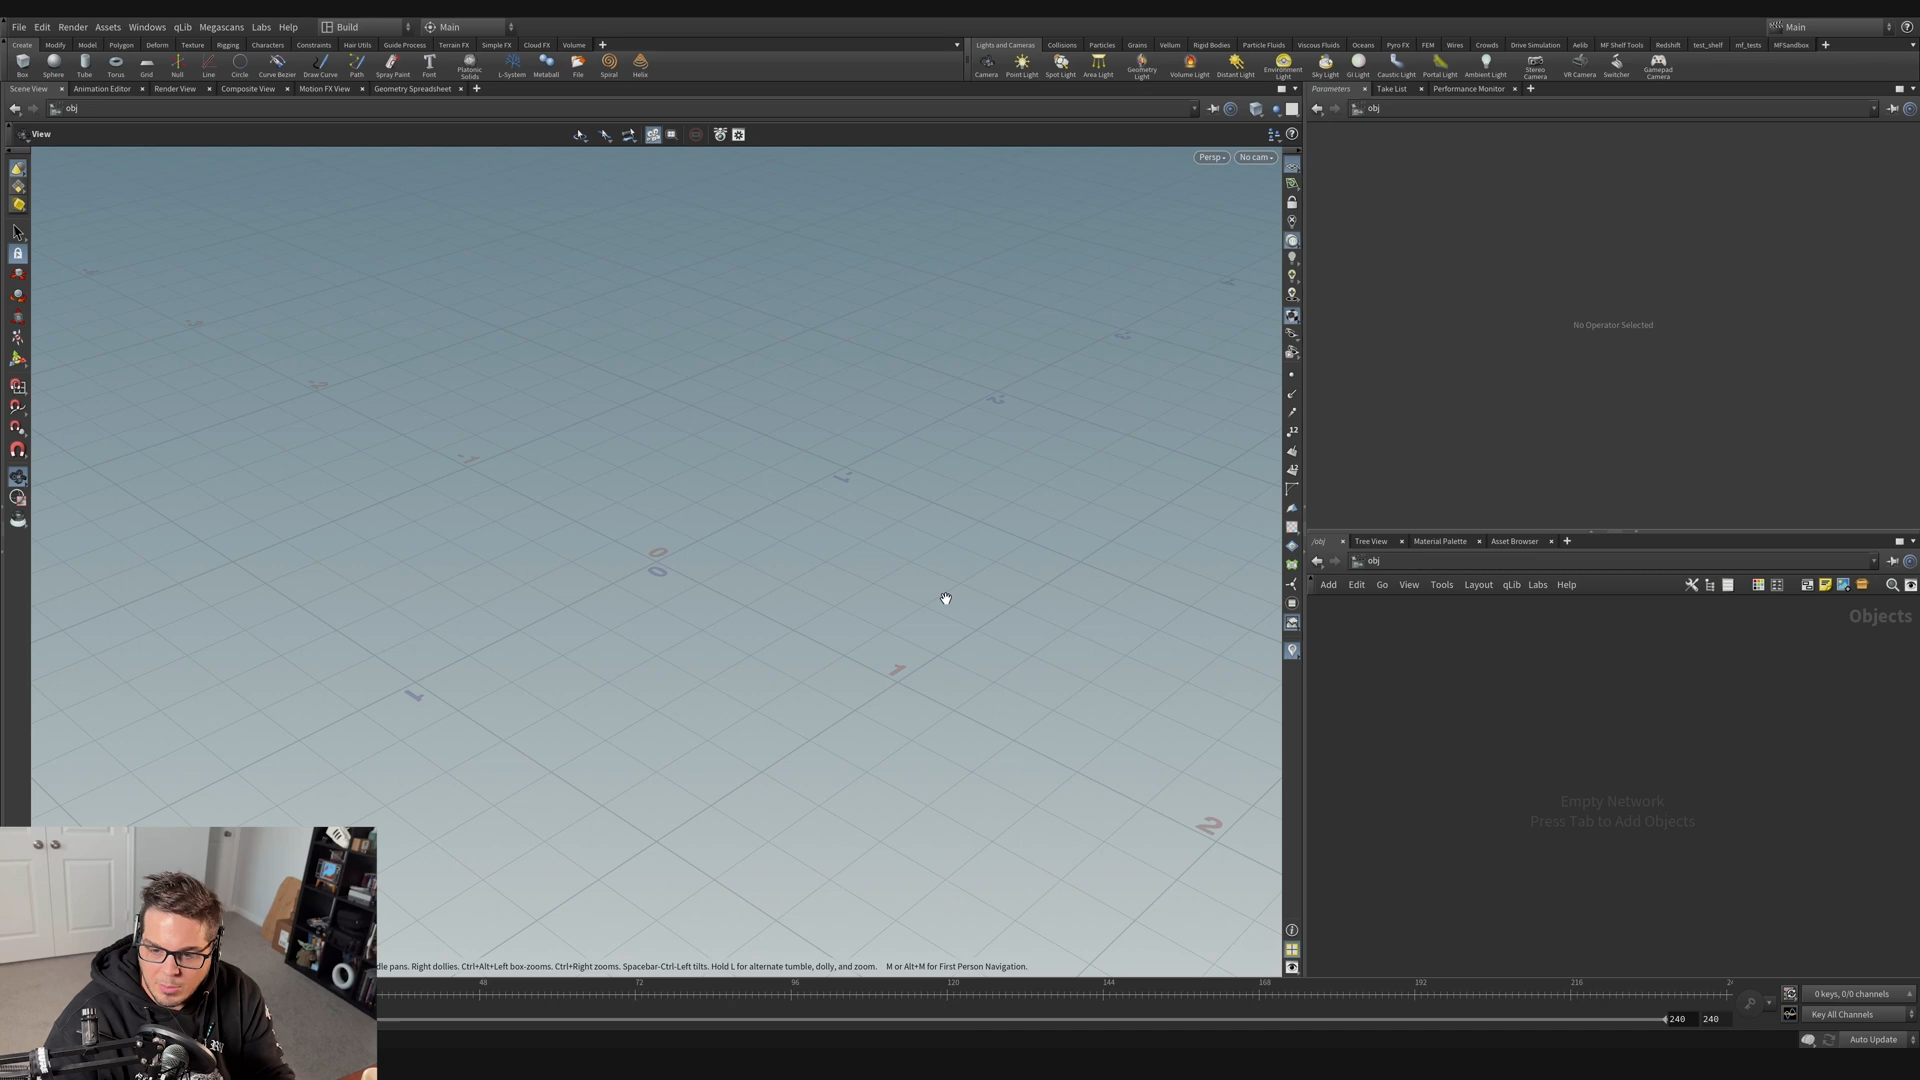 File Edit Render Assets Windows qLib Megascans Labs Help Build Main Main
Create Modify Model Polygon Deform Texture Rigging Characters Constraints Hair Utils Guide Process Terrain FX Simple FX Cloud FX Volume
Lights and Cameras Collisions Particles Grains Vellum Rigid Bodies Particle Fluids Viscous Fluids Oceans Pyro FX FEM Wires Crowds Drive Simulation Aelib MF Shelf Tools Redshift test_shelf mf_tests MFSandbox
Box Sphere Tube Torus Grid Null Line Circle Curve Bezier Draw Curve Path Spray Paint Font Platonic Solids L-System Metaball File Spiral Helix
Camera Point Light Spot Light Area Light Geometry Light Volume Light Distant Light Environment Light Sky Light GI Light Caustic Light Portal Light Ambient Light Stereo Camera VR Camera Switcher Gamepad Camera
Scene View Animation Editor Render View Composite View Motion FX View Geometry Spreadsheet
Parameters Take List Performance Monitor
obj
obj
View
Persp No cam
No Operator Selected
/obj Tree View Material Palette Asset Browser
obj
Add Edit Go View Tools Layout qLib Labs Help
Objects
Empty Network
Press Tab to Add Objects
-2
-1
0
0
1
1
2
12
12
dle pans. Right dollies. Ctrl+Alt+Left box-zooms. Ctrl+Right zooms. Spacebar-Ctrl-Left tilts. Hold L for alternate tumble, dolly, and zoom. M or Alt+M for First Person Navigation.
48 72 96 120 144 168 192 216
0 keys, 0/0 channels
240 240
Key All Channels
Auto Update